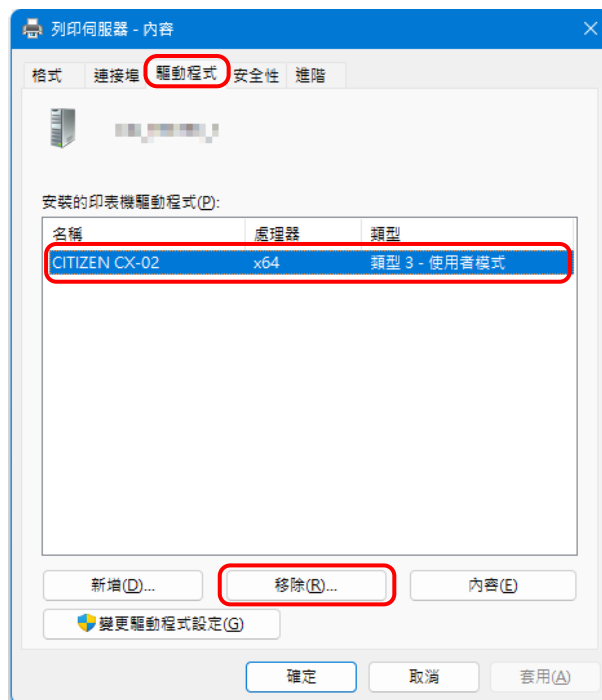 列印伺服器 - 內容
格式 連接埠 驅動程式 安全性 進階
安裝的印表機驅動程式(P):
名稱 處理器 類型
CITIZEN CX-02 x64 類型 3 - 使用者模式
新增(D)... 移除(R)... 內容(E)
變更驅動程式設定(G)
確定 取消 套用(A)